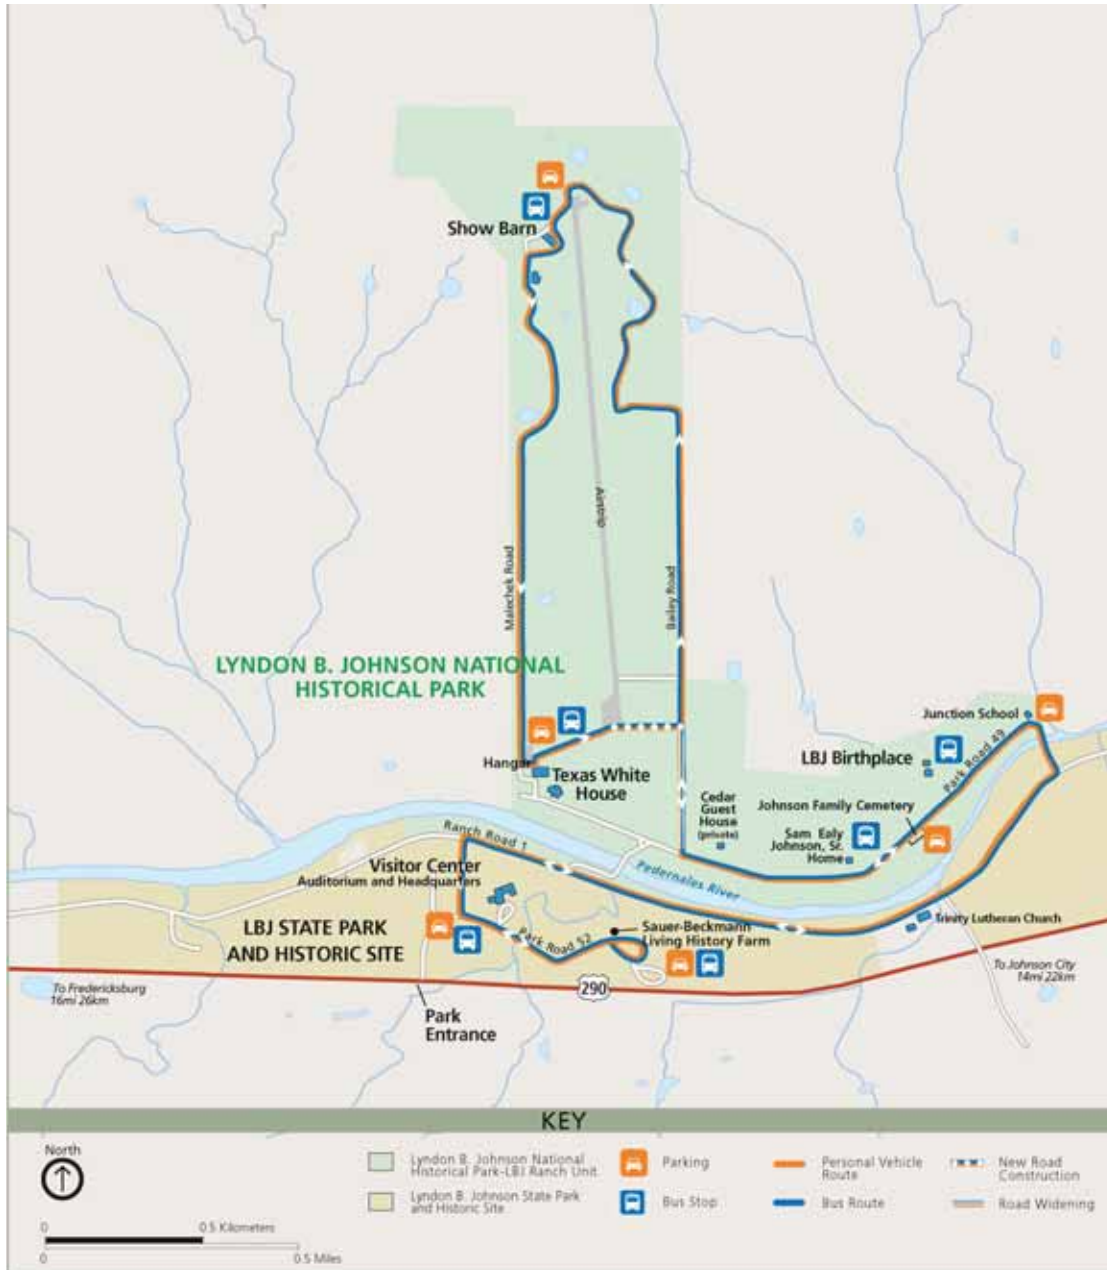 Show Barn
Airstrip
Malechek Road
Bailey Road
LYNDON B. JOHNSON NATIONAL
HISTORICAL PARK
Junction School
Park Road 49
LBJ Birthplace
Hangar
Texas White
House
Cedar
Guest
House
(private)
Johnson Family Cemetery
Sam Ealy
Johnson, Sr.
Home
Ranch Road 1
Pedernales River
Visitor Center
Auditorium and Headquarters
Trinity Lutheran Church
LBJ STATE PARK
AND HISTORIC SITE
Park Road 52
Sauer-Beckmann
Living History Farm
To Johnson City
14mi 22km
To Fredericksburg
16mi 26km
290
Park
Entrance
KEY
North
Lyndon B. Johnson National
Historical Park-LBJ Ranch Unit
Lyndon B. Johnson State Park
and Historic Site
Parking
Bus Stop
Personal Vehicle
Route
Bus Route
New Road
Construction
Road Widening
0 0.5 Kilometers
0 0.5 Miles